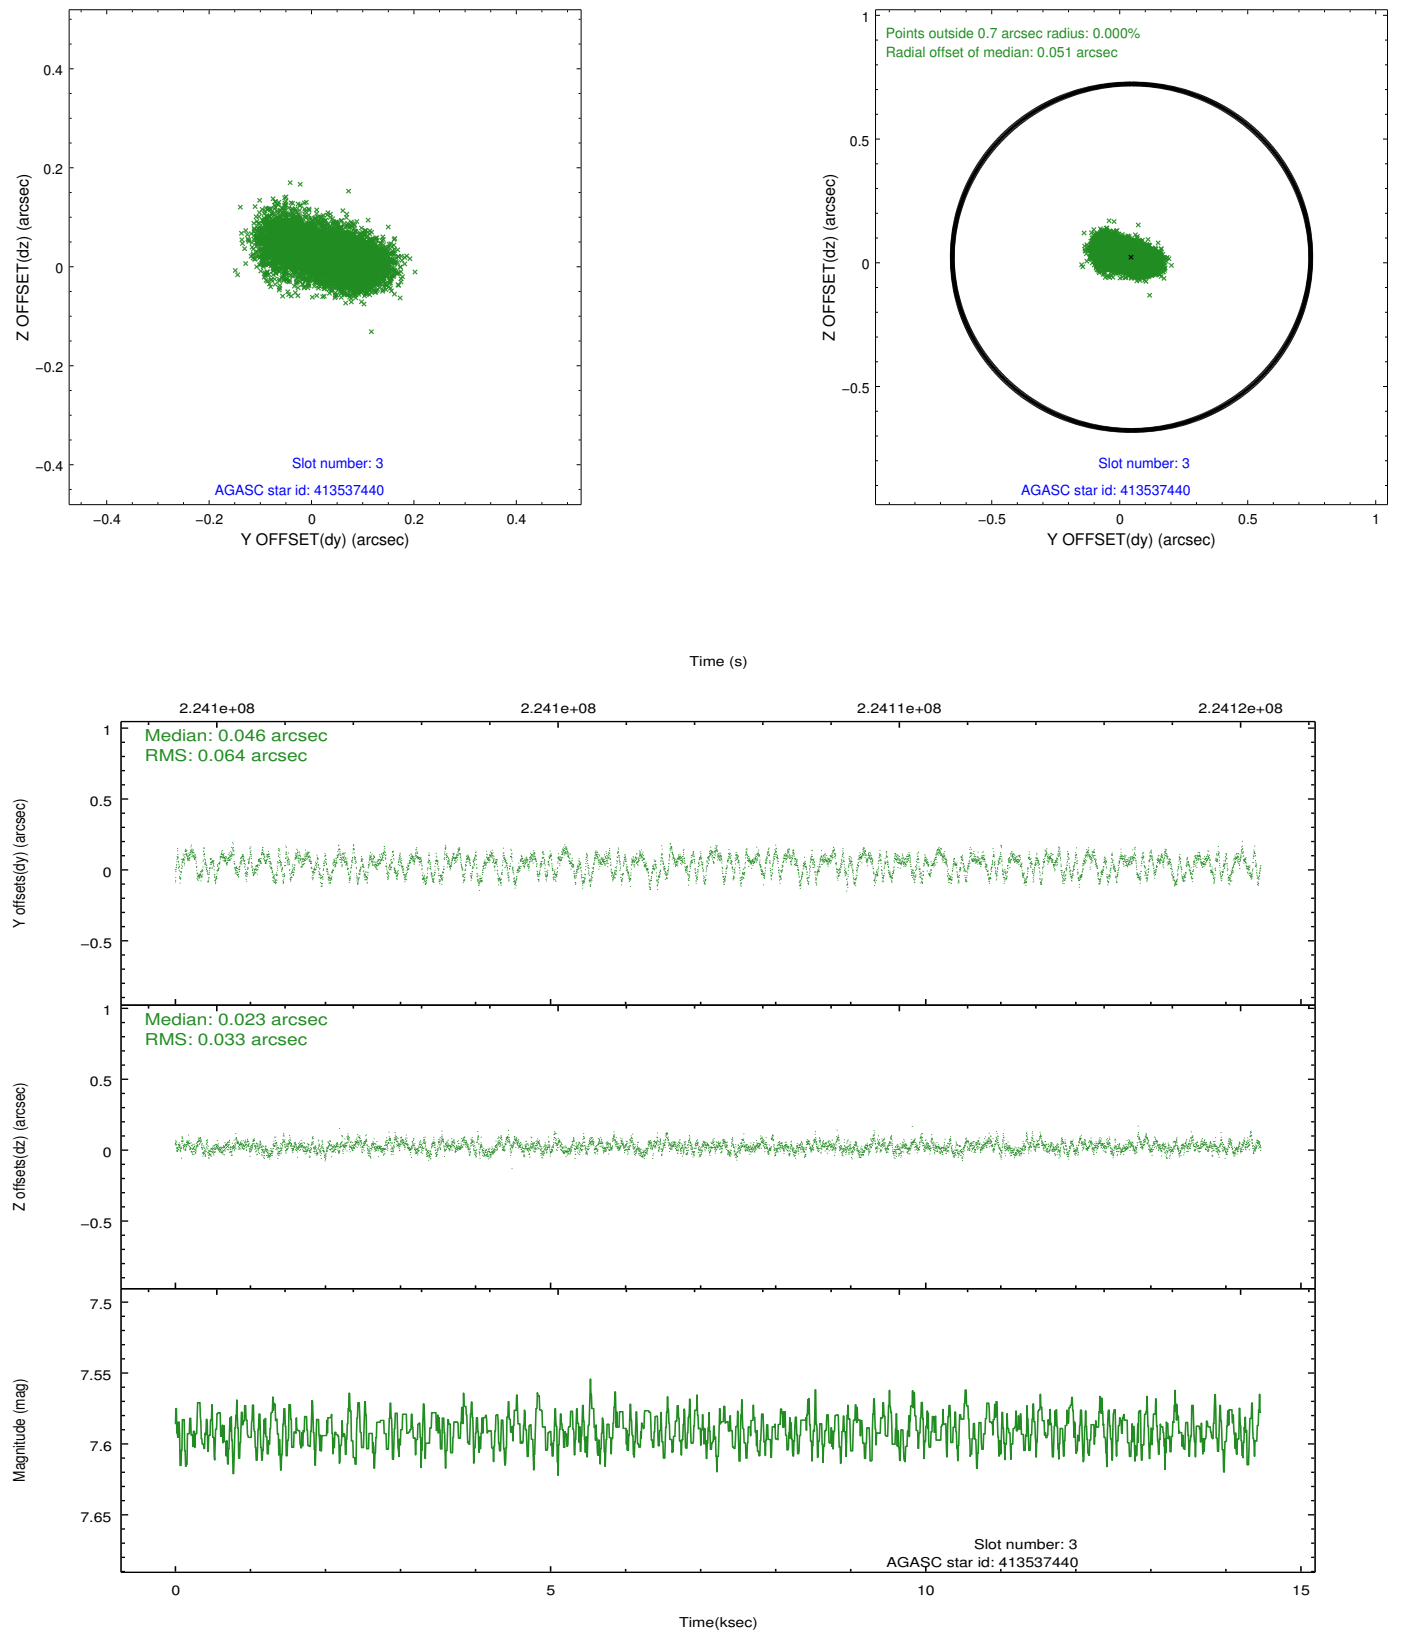 0.4
0.2
0
−0.2
−0.4
Z OFFSET(dz) (arcsec)
Slot number: 3
AGASC star id: 413537440
−0.4 −0.2 0 0.2 0.4
Y OFFSET(dy) (arcsec)
Points outside 0.7 arcsec radius: 0.000%
Radial offset of median: 0.051 arcsec
1
0.5
0
−0.5
Z OFFSET(dz) (arcsec)
Slot number: 3
AGASC star id: 413537440
−0.5 0 0.5 1
Y OFFSET(dy) (arcsec)
Time (s)
2.241e+08 2.241e+08 2.2411e+08 2.2412e+08
Median: 0.046 arcsec
RMS: 0.064 arcsec
1
0.5
0
−0.5
Y offsets(dy) (arcsec)
Median: 0.023 arcsec
RMS: 0.033 arcsec
1
0.5
0
−0.5
Z offsets(dz) (arcsec)
7.5
7.55
7.6
7.65
Magnitude (mag)
Slot number: 3
AGASC star id: 413537440
0 5 10 15
Time(ksec)